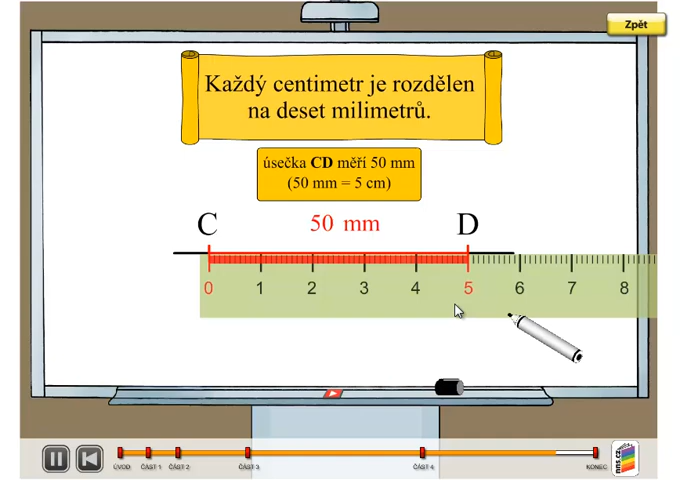 Zpět
Každý centimetr je rozdělen
na deset milimetrů.
úsečka CD měří 50 mm
(50 mm = 5 cm)
C 50 mm D
0 1 2 3 4 5 6 7 8
ÚVOD ČÁST 1 ČÁST 2 ČÁST 3 ČÁST 4 KONEC
nns.cz